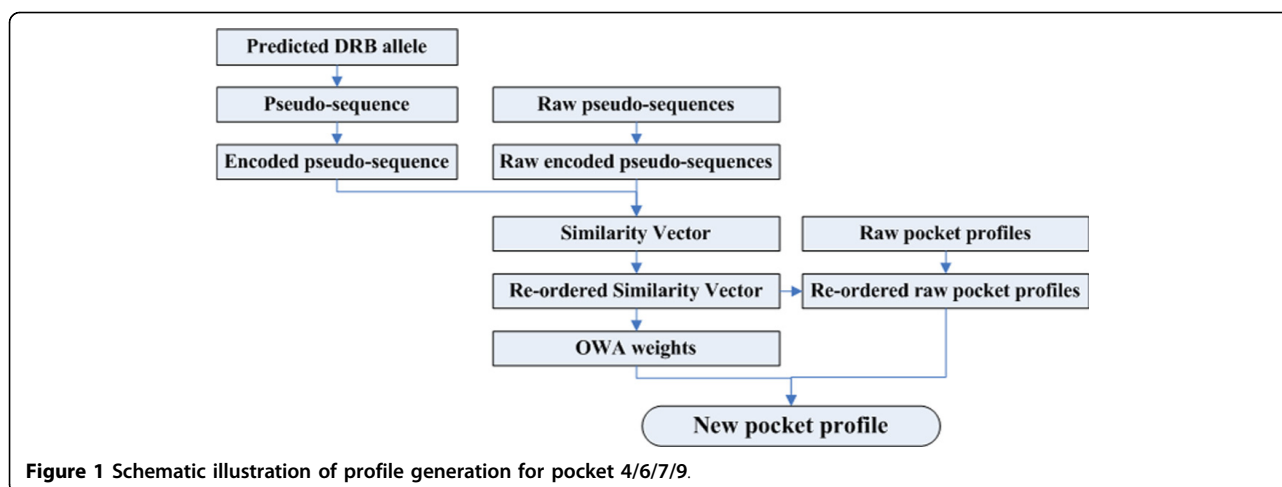 Predicted DRB allele
Pseudo-sequence
Raw pseudo-sequences
Encoded pseudo-sequence
Raw encoded pseudo-sequences
Similarity Vector
Raw pocket profiles
Re-ordered Similarity Vector
Re-ordered raw pocket profiles
OWA weights
New pocket profile
Figure 1 Schematic illustration of profile generation for pocket 4/6/7/9.